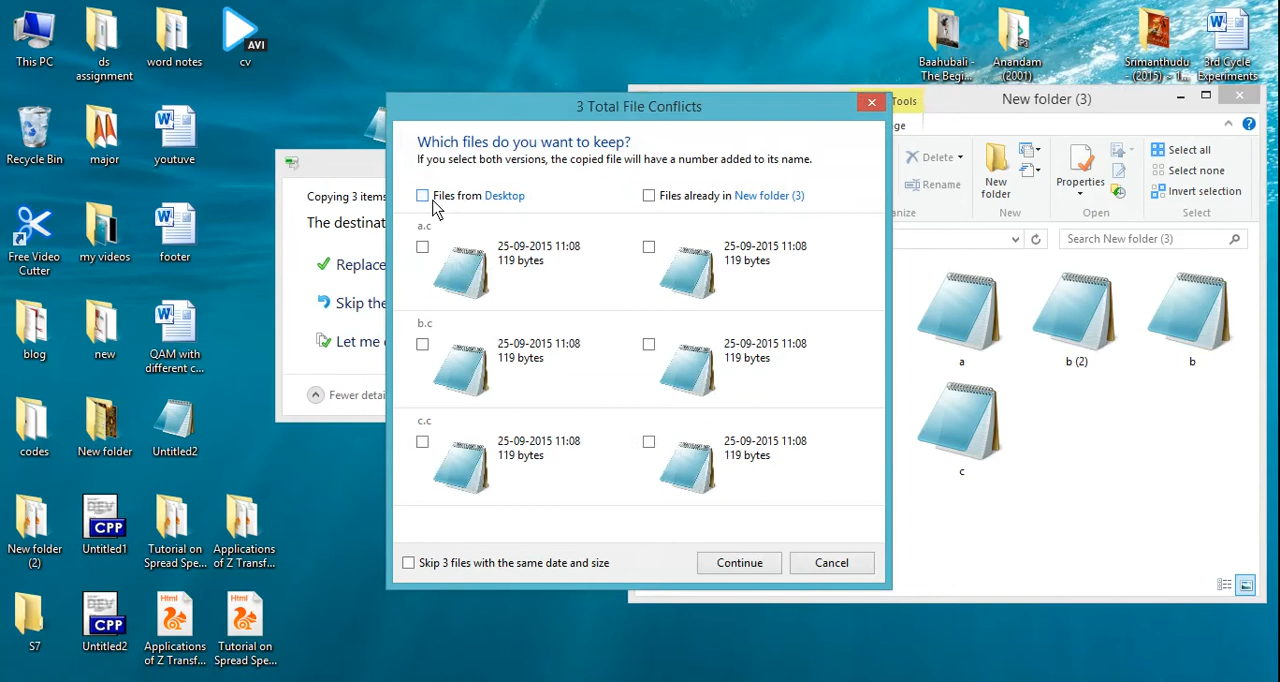 This PC
ds
assignment
word notes
AVI
cv
Baahubali -
The Begi...
Anandam
(2001)
Srimanthudu
- (2015) ~ 1...
3rd Cycle
Experiments
Recycle Bin
major
youtuve
Free Video
Cutter
my videos
footer
blog
new
QAM with
different c...
codes
New folder
Untitled2
New folder
(2)
CPP
Untitled1
Tutorial on
Spread Spe...
Applications
of Z Transf...
S7
CPP
Untitled2
Html
Applications
of Z Transf...
Html
Tutorial on
Spread Spe...
Copying 3 items
The destinat
Replace
Skip the
Let me
Fewer detai
3 Total File Conflicts
Which files do you want to keep?
If you select both versions, the copied file will have a number added to its name.
Files from Desktop
Files already in New folder (3)
a.c
25-09-2015 11:08
119 bytes
25-09-2015 11:08
119 bytes
b.c
25-09-2015 11:08
119 bytes
25-09-2015 11:08
119 bytes
c.c
25-09-2015 11:08
119 bytes
25-09-2015 11:08
119 bytes
Skip 3 files with the same date and size
Continue
Cancel
Tools
New folder (3)
ge
Delete
Rename
nize
New
folder
New
Properties
Open
Select all
Select none
Invert selection
Select
Search New folder (3)
a
b (2)
b
c